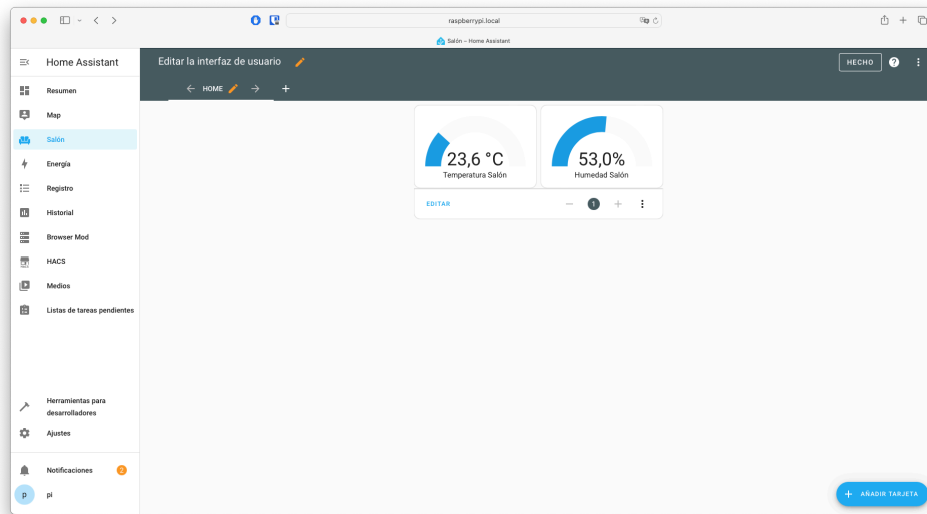 raspberrypi.local
Salón – Home Assistant
Home Assistant
Resumen
Map
Salón
Energía
Registro
Historial
Browser Mod
HACS
Medios
Listas de tareas pendientes
Herramientas para
desarrolladores
Ajustes
Notificaciones 2
p pi
Editar la interfaz de usuario
HECHO ?
HOME
23,6 °C
Temperatura Salón
53,0%
Humedad Salón
EDITAR
1
AÑADIR TARJETA